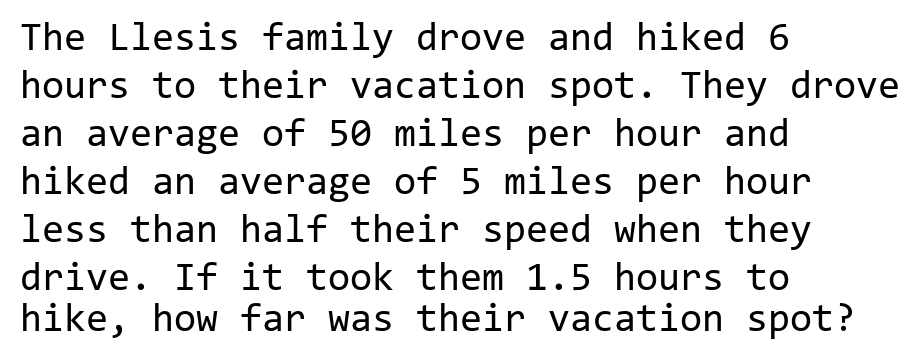 The Llesis family drove and hiked 6
hours to their vacation spot. They drove
an average of 50 miles per hour and
hiked an average of 5 miles per hour
less than half their speed when they
drive. If it took them 1.5 hours to
hike, how far was their vacation spot?